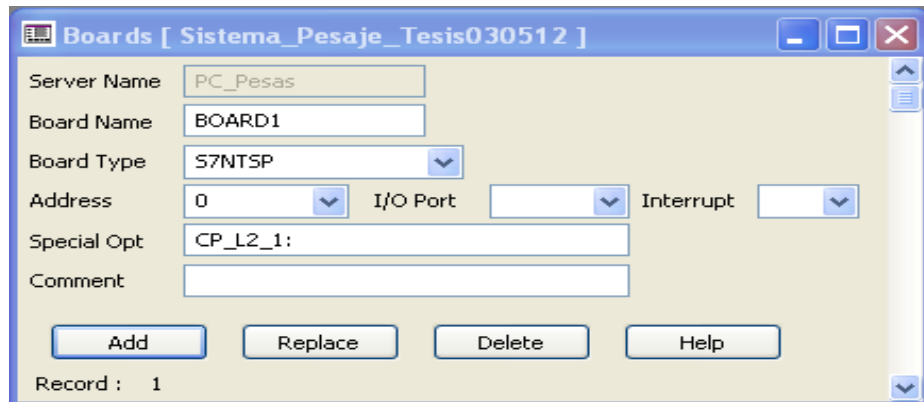 Boards [ Sistema_Pesaje_Tesis030512 ]
Server Name PC_Pesas
Board Name BOARD1
Board Type S7NTSP
Address 0 I/O Port Interrupt
Special Opt CP_L2_1:
Comment
Add Replace Delete Help
Record : 1